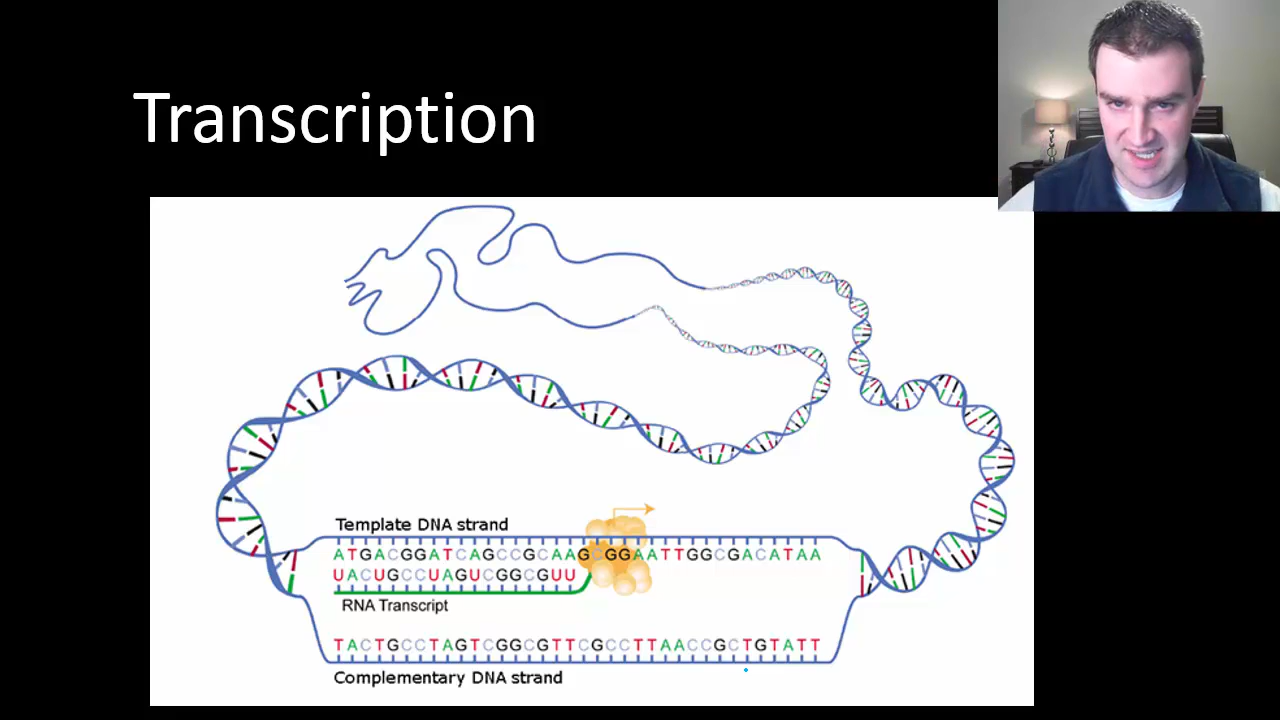 Transcription
Template DNA strand
ATGACGGATCAGCCGCAAGCGGAATTGGCGACATAA
UACUGCCUAGUCGGCGUU
RNA Transcript
TACTGCCTAGTCGGCGTTCGCCTTAACCGCTGTATT
Complementary DNA strand